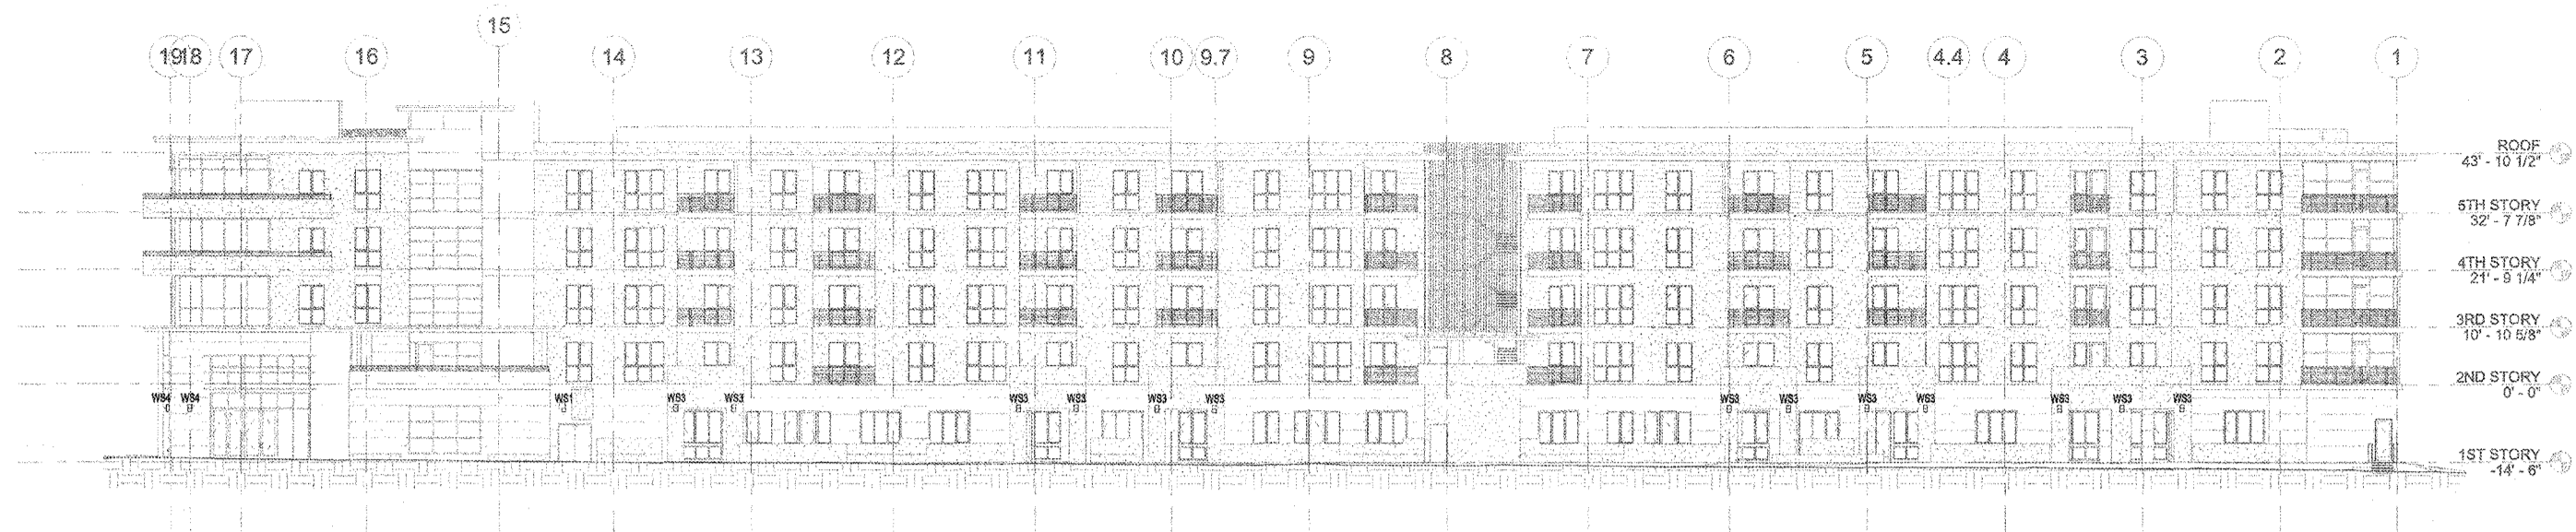 15
19 18 17 16 14 13 12 11 10 9.7 9 8 7 6 5 4.4 4 3 2 1
ROOF
43' - 10 1/2"
5TH STORY
32' - 7 7/8"
4TH STORY
21' - 9 1/4"
3RD STORY
10' - 10 5/8"
2ND STORY
0' - 0"
WS4 WS4 WS1 WS3 WS3 WS3 WS3 WS3 WS3 WS3 WS3 WS3 WS3 WS3 WS3 WS3
1ST STORY
-14' - 6"